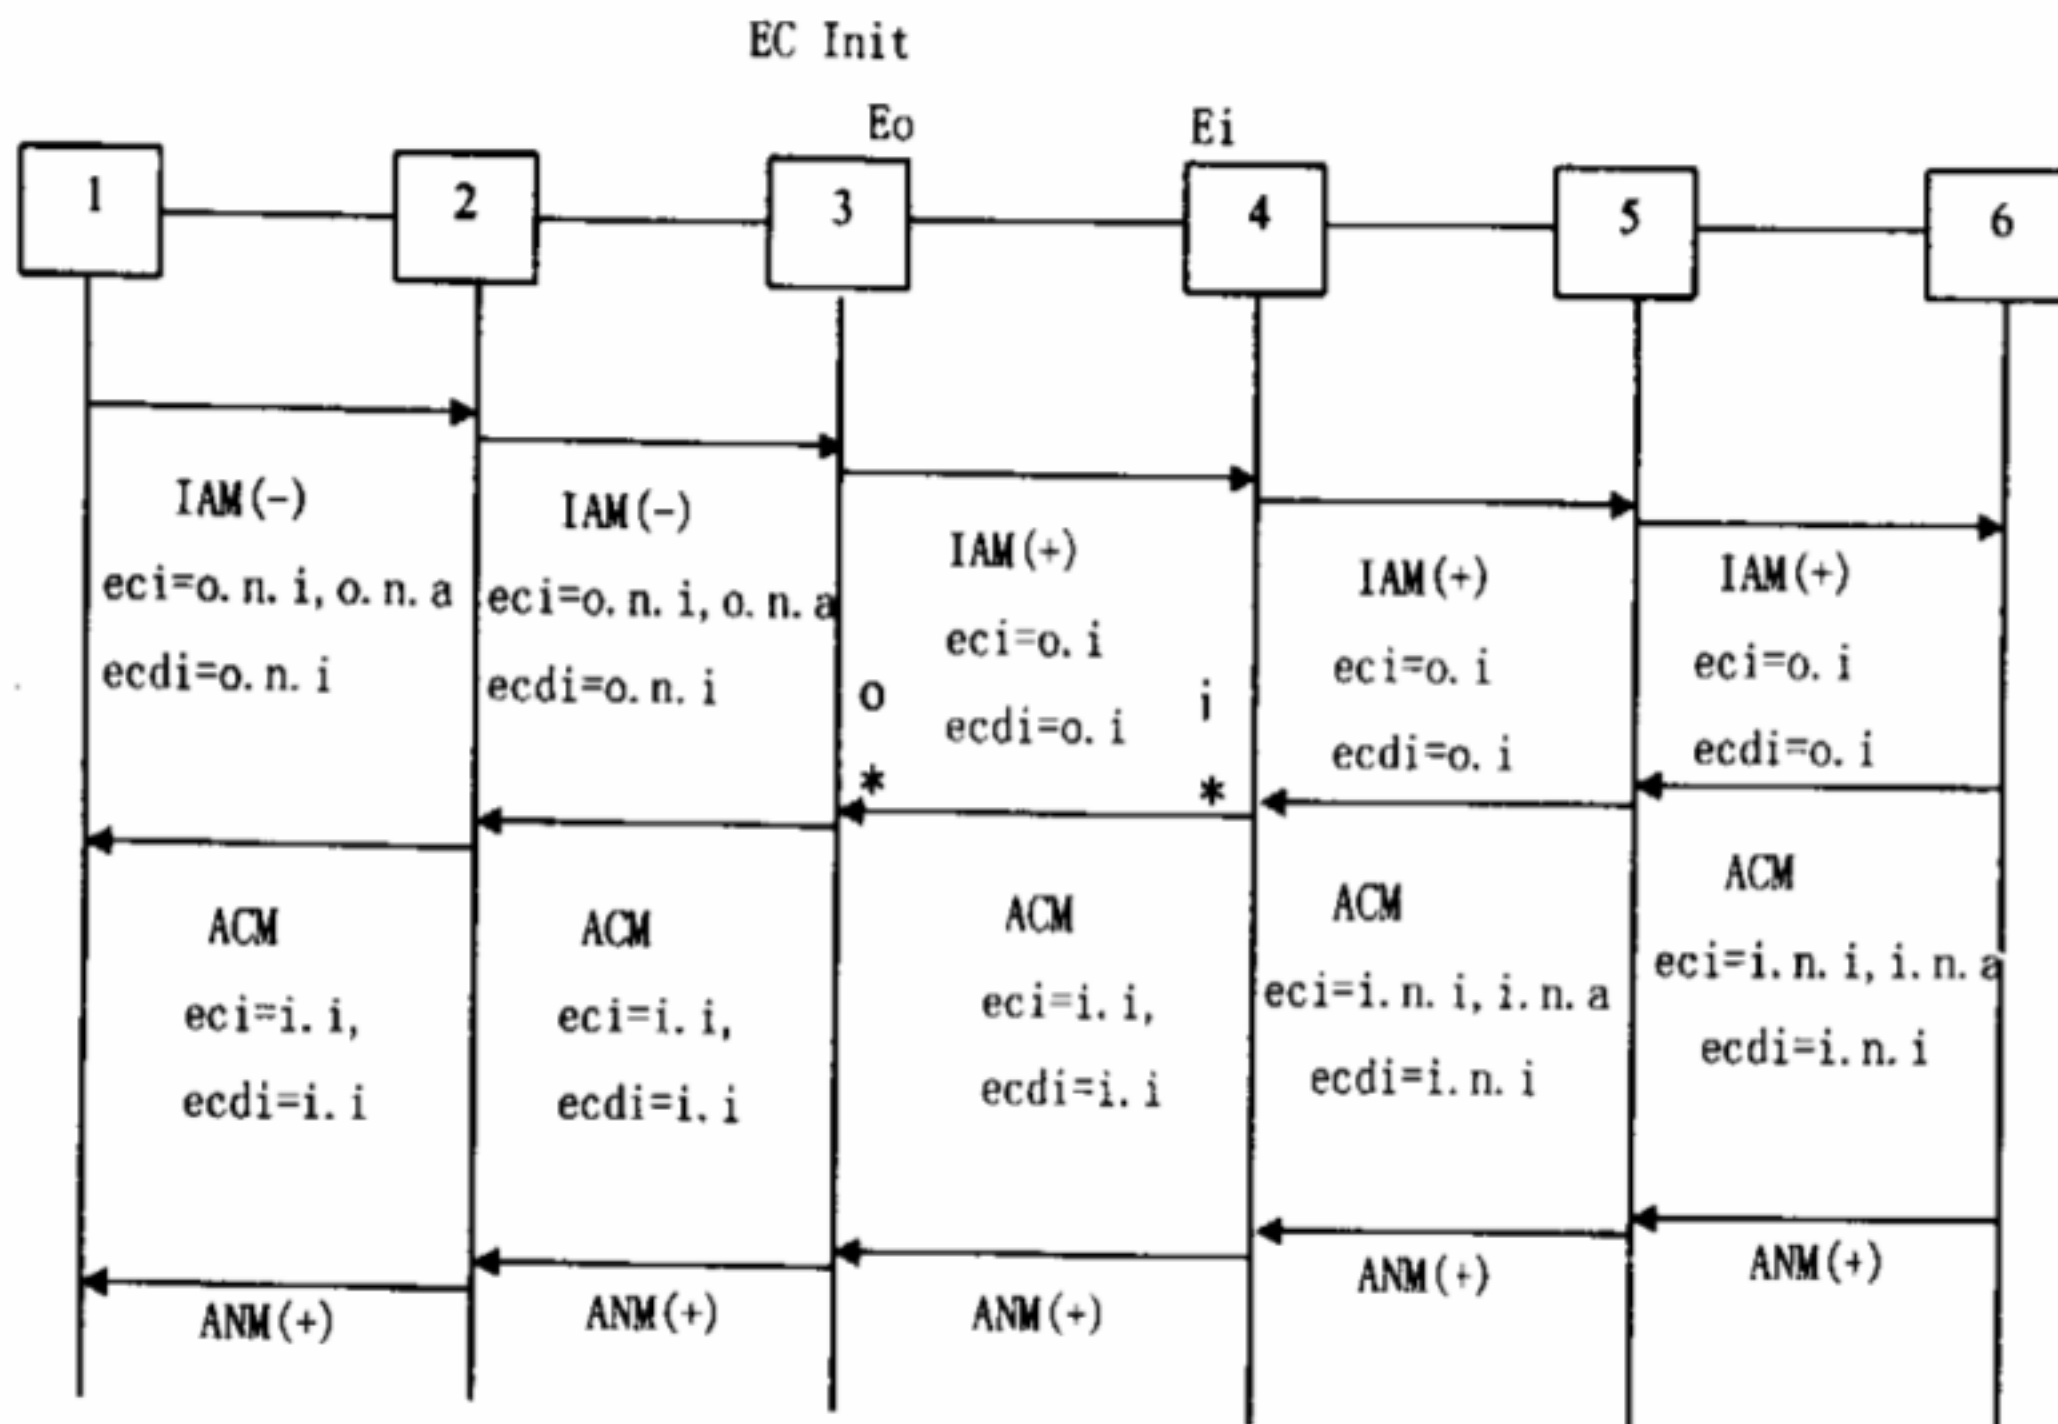 EC Init
Eo
Ei
1
2
3
4
5
6
IAM(-)
eci=o.n.i,o.n.a
ecdi=o.n.i
IAM(-)
eci=o.n.i,o.n.a
ecdi=o.n.i
o
*
IAM(+)
eci=o.i
ecdi=o.i
i
*
IAM(+)
eci=o.i
ecdi=o.i
IAM(+)
eci=o.i
ecdi=o.i
ACM
eci=i.i,
ecdi=i.i
ACM
eci=i.i,
ecdi=i.i
ACM
eci=i.i,
ecdi=i.i
ACM
eci=i.n.i,i.n.a
ecdi=i.n.i
ACM
eci=i.n.i,i.n.a
ecdi=i.n.i
ANM(+)
ANM(+)
ANM(+)
ANM(+)
ANM(+)